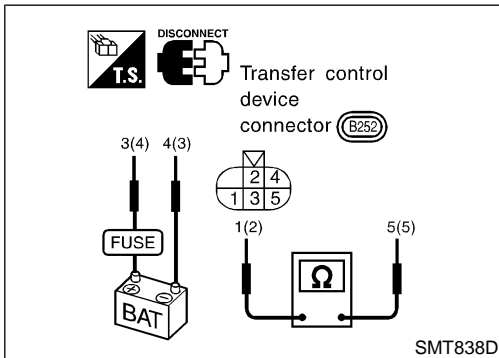 DISCONNECT
T.S.
Transfer control
device
connector B252
3(4) 4(3)
2 4
1 3 5
FUSE
1(2) 5(5)
+ −
BAT
Ω
SMT838D